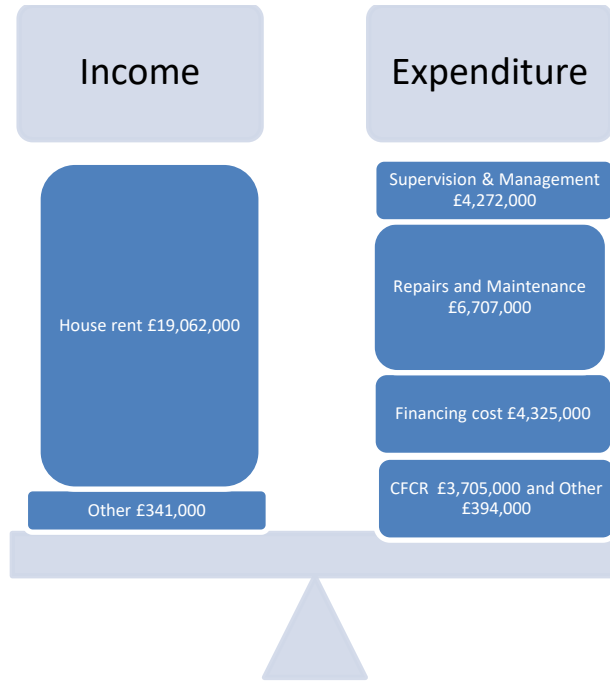 Income
House rent £19,062,000
Other £341,000
Expenditure
Supervision & Management
£4,272,000
Repairs and Maintenance
£6,707,000
Financing cost £4,325,000
CFCR £3,705,000 and Other
£394,000